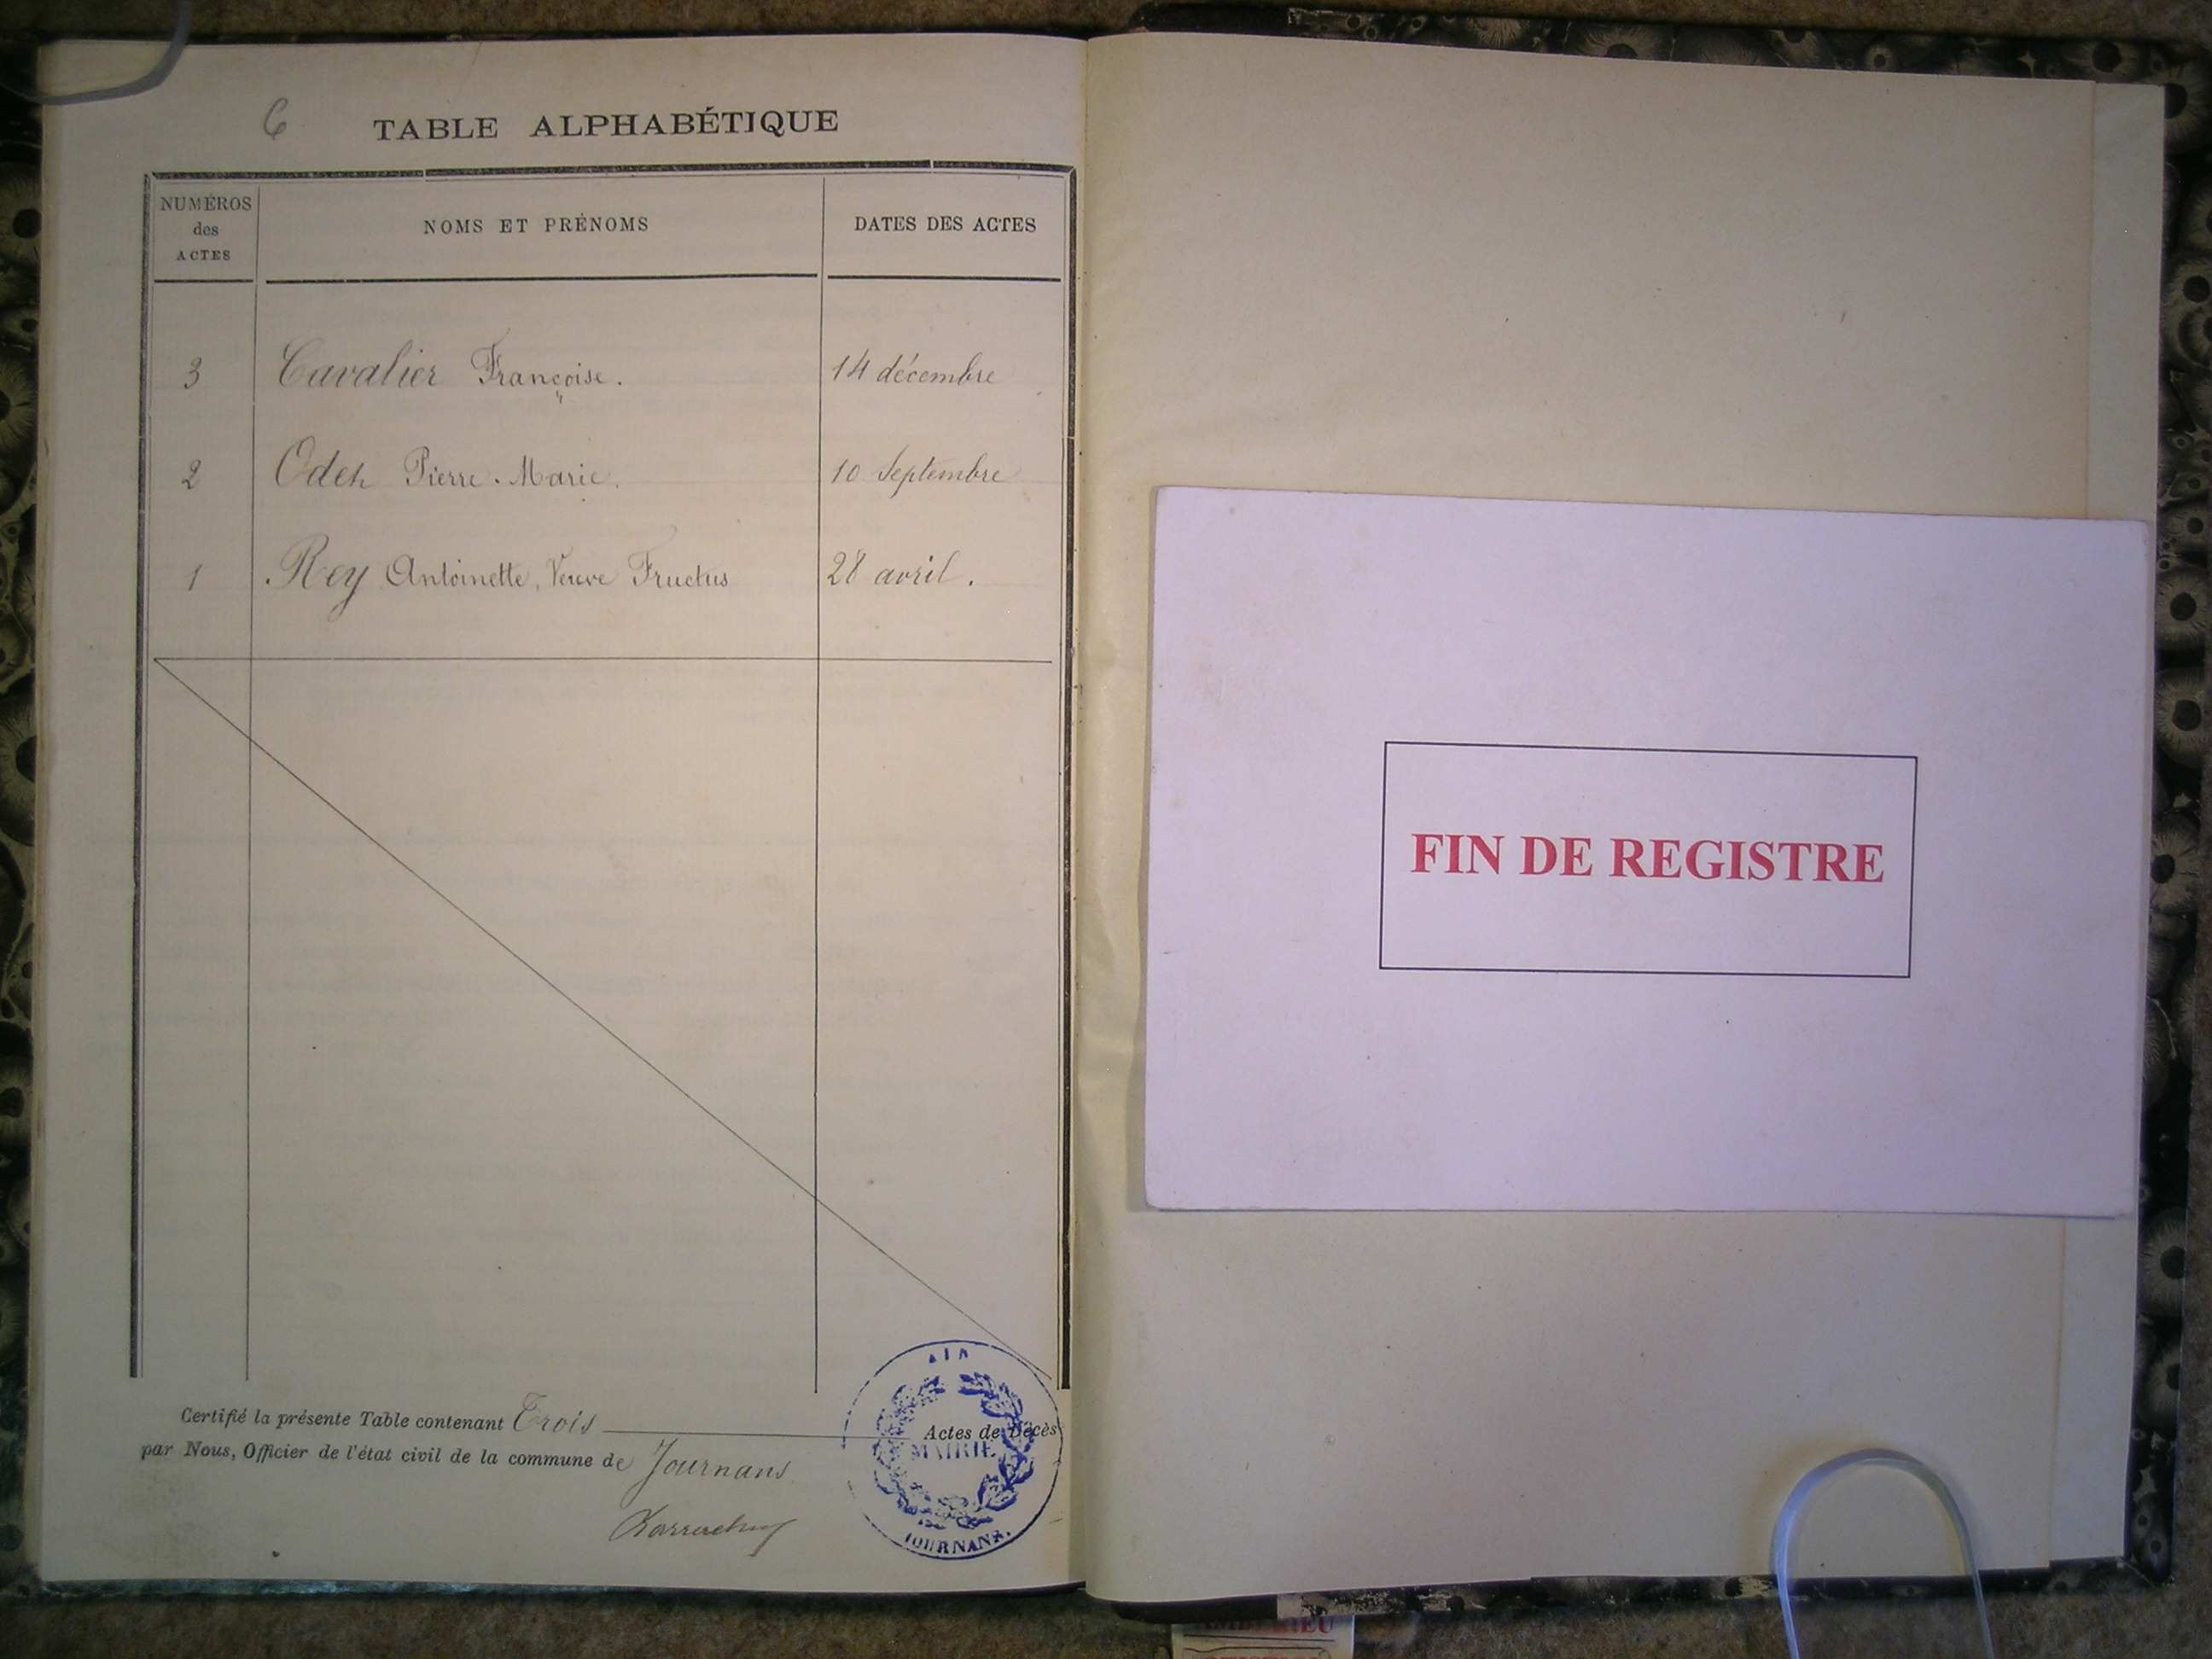 6
TABLE ALPHABÉTIQUE
NUMÉROS
des
ACTES
NOMS ET PRÉNOMS
DATES DES ACTES
3 Cavalier Françoise. 14 décembre
2 Odet Pierre-Marie. 10 Septembre
1 Rey Antoinette, Veuve Fructus 28 avril.
Certifié la présente Table contenant Trois Actes de Décès
par Nous, Officier de l'état civil de la commune de Journans
AIN
MAIRIE
JOURNANS.
FIN DE REGISTRE